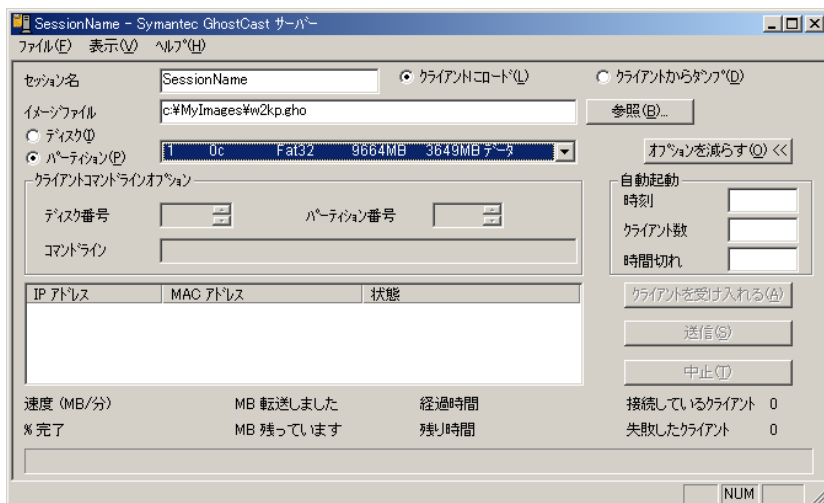 SessionName - Symantec GhostCast サーバー
ファイル(F) 表示(V) ヘルプ(H)
セッション名 SessionName クライアントにロード(L) クライアントからダンプ(D)
イメージファイル c:¥MyImages¥w2kp.gho 参照(B)...
ディスク(I)
パーティション(P) 1 0c Fat32 9664MB 3649MB データ オプションを減らす(O) <<
クライアントコマンドラインオプション 自動起動
時刻
ディスク番号 パーティション番号 クライアント数
コマンドライン 時間切れ
IP アドレス MAC アドレス 状態 クライアントを受け入れる(A)
送信(S)
中止(T)
速度 (MB/分) MB 転送しました 経過時間 接続しているクライアント 0
% 完了 MB 残っています 残り時間 失敗したクライアント 0
NUM